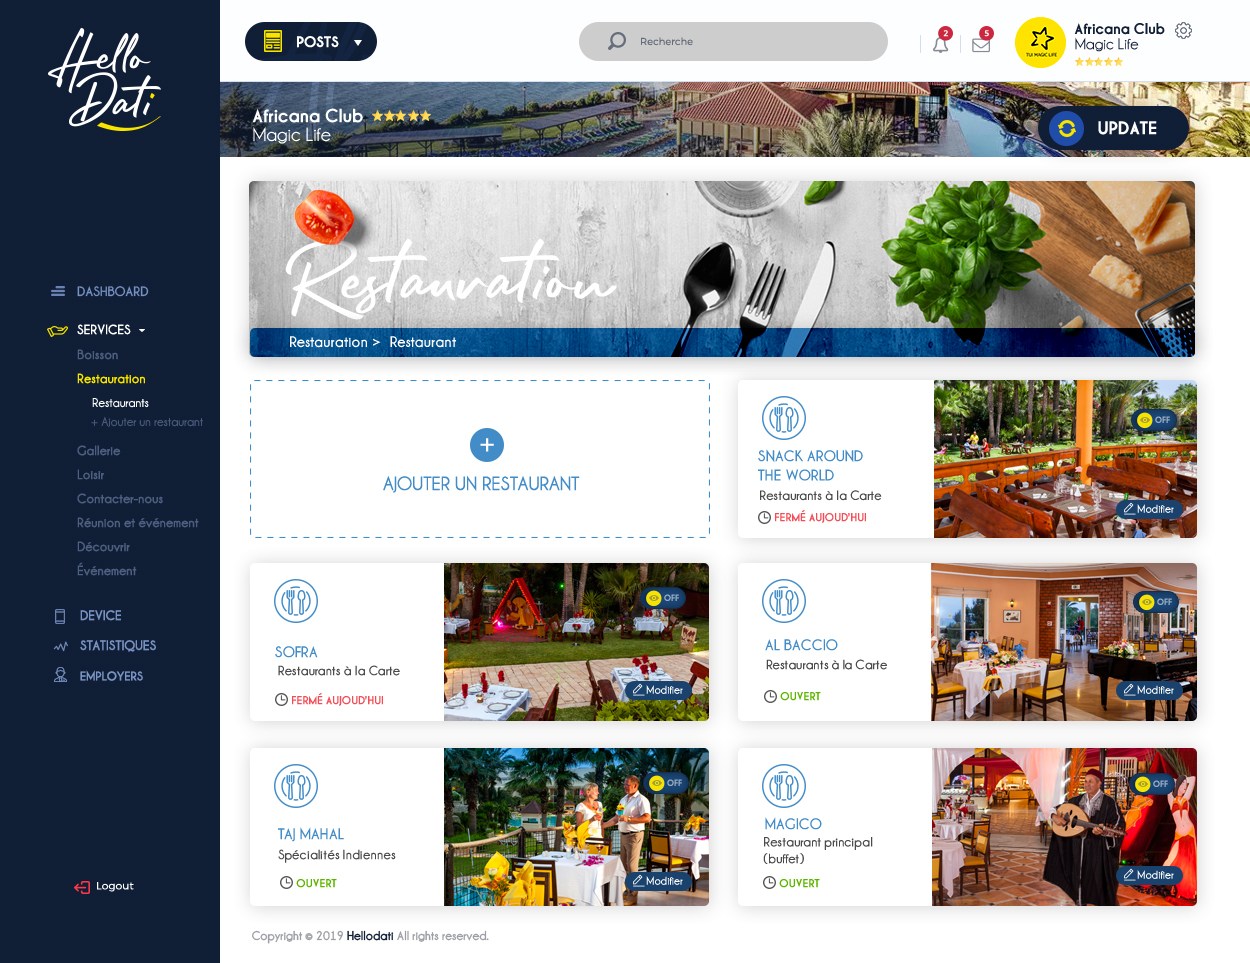 Hello
Dati
DASHBOARD
SERVICES
Boisson
Restauration
Restaurants
+ Ajouter un restaurant
Gallerie
Loisir
Contacter-nous
Réunion et événement
Découvrir
Événement
DEVICE
STATISTIQUES
EMPLOYERS
Logout
POSTS
Recherche
2
5
TUI MAGIC LIFE
Africana Club
Magic Life
Africana Club
Magic Life
UPDATE
Restauration
Restauration > Restaurant
AJOUTER UN RESTAURANT
SNACK AROUND
THE WORLD
Restaurants à la Carte
FERMÉ AUJOUD'HUI
OFF
Modifier
SOFRA
Restaurants à la Carte
FERMÉ AUJOUD'HUI
OFF
Modifier
AL BACCIO
Restaurants à la Carte
OUVERT
OFF
Modifier
TAJ MAHAL
Spécialités Indiennes
OUVERT
OFF
Modifier
MAGICO
Restaurant principal
(buffet)
OUVERT
OFF
Modifier
Copyright © 2019 Hellodati All rights reserved.